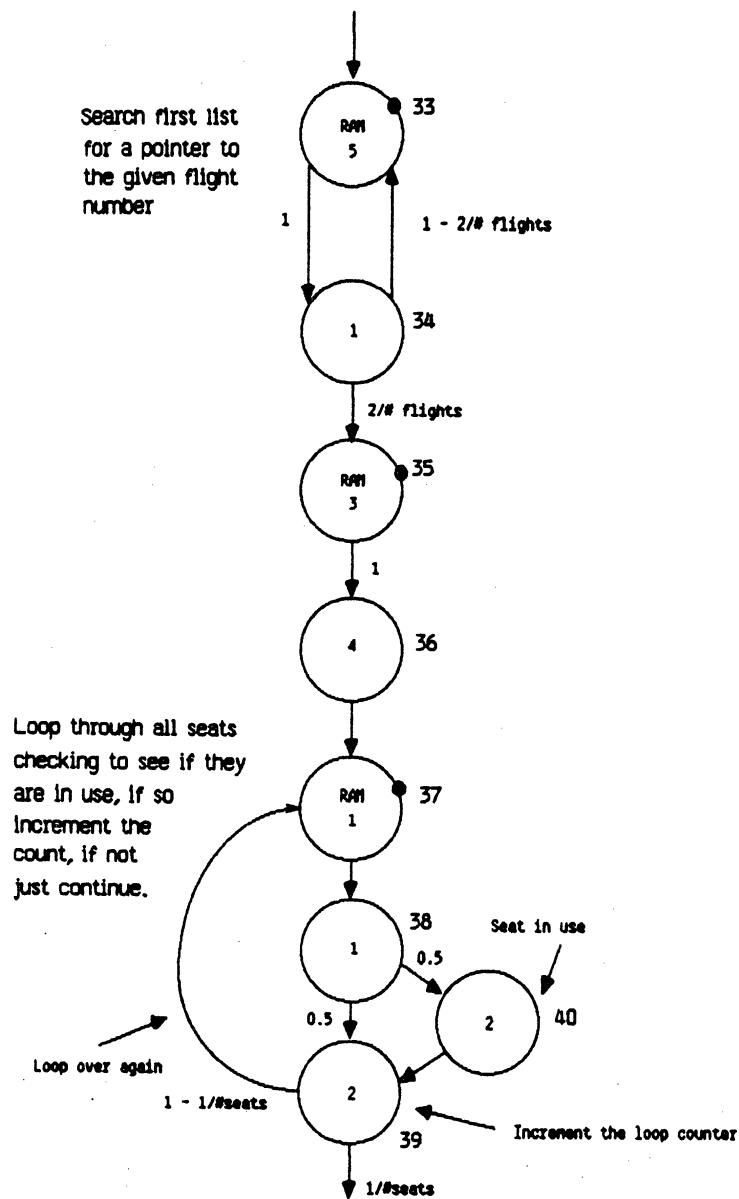 33
Search first list
for a pointer to
the given flight
number
RAM
5
1
1 - 2/# flights
1
34
2/# flights
RAM
3
35
1
4
36
Loop through all seats
checking to see if they
are in use, if so
increment the
count, if not
just continue.
RAM
1
37
1
38
Seat in use
0.5
0.5
2
40
Loop over again
1 - 1/#seats
2
39
Increment the loop counter
1/#seats